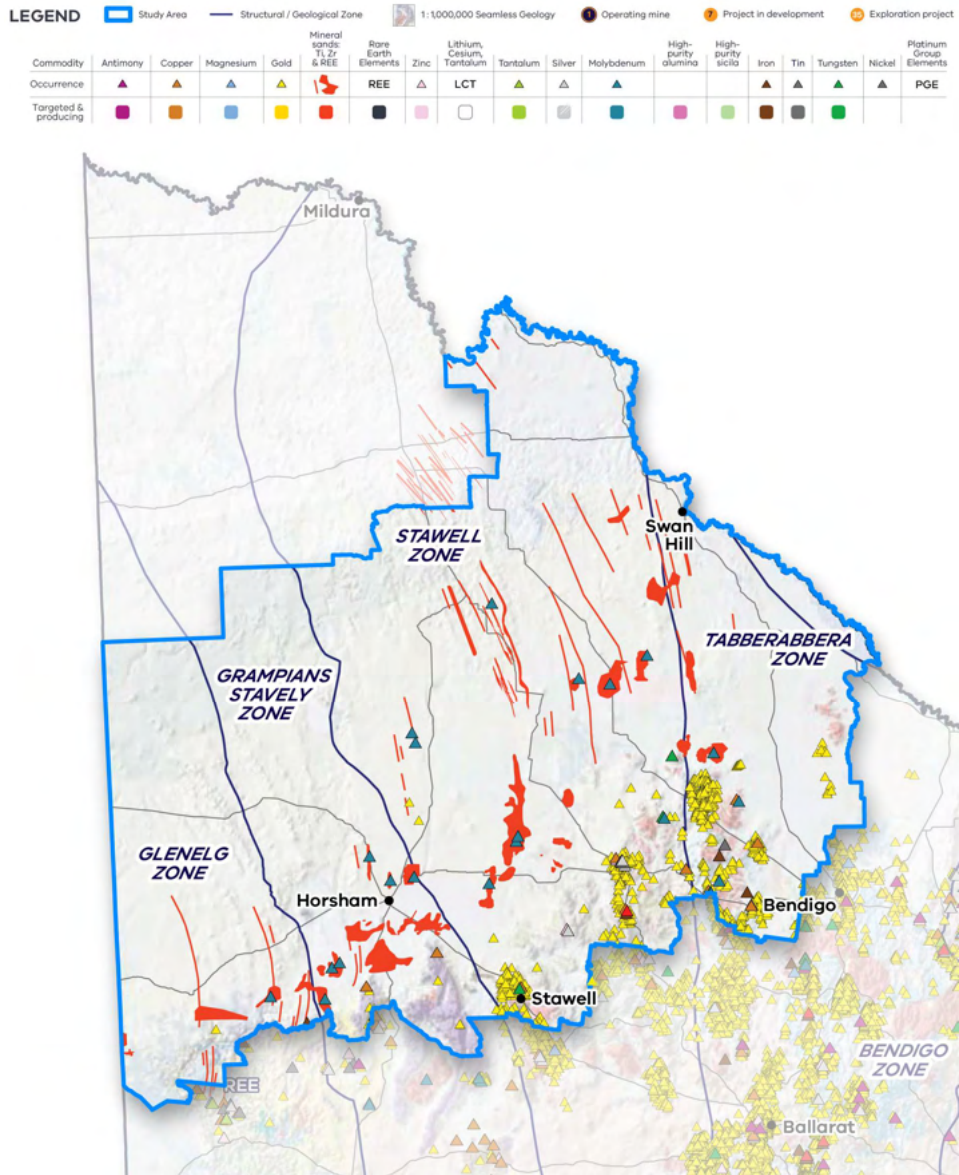 LEGEND
Study Area
Structural / Geological Zone
1:1,000,000 Seamless Geology
1 Operating mine
7 Project in development
35 Exploration project
Commodity
Antimony
Copper
Magnesium
Gold
Mineral
sands:
Ti, Zr
& REE
Rare
Earth
Elements
Zinc
Lithium,
Cesium,
Tantalum
Tantalum
Silver
Molybdenum
High-
purity
alumina
High-
purity
sicila
Iron
Tin
Tungsten
Nickel
Platinum
Group
Elements
Occurrence
REE
LCT
PGE
Targeted &
producing
Mildura
STAWELL
ZONE
Swan
Hill
TABBERABBERA
ZONE
GRAMPIANS
STAVELY
ZONE
GLENELG
ZONE
Horsham
Bendigo
Stawell
BENDIGO
ZONE
REE
Ballarat